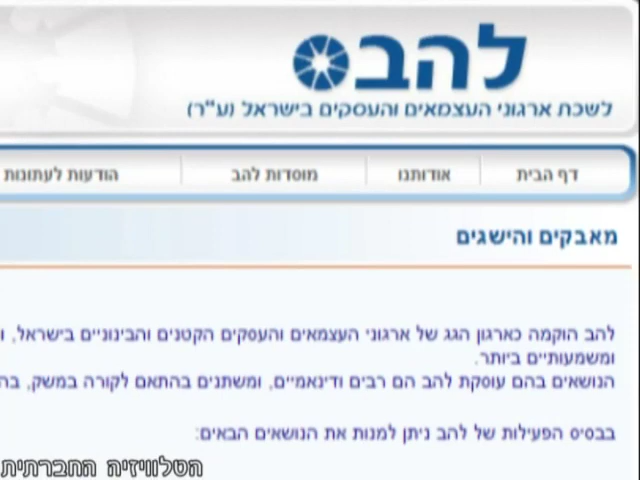 להב
לשכת ארגוני העצמאים והעסקים בישראל (ע"ר)
דף הבית אודותנו מוסדות להב הודעות לעתונות
מאבקים והישגים
להב הוקמה כארגון הגג של ארגוני העצמאים והעסקים הקטנים והבינוניים בישראל, ו
ומשמעותיים ביותר.
הנושאים בהם עוסקת להב הם רבים ודינאמיים, ומשתנים בהתאם לקורה במשק, בה
בבסיס הפעילות של להב ניתן למנות את הנושאים הבאים:
הטלוויזיה החברתית